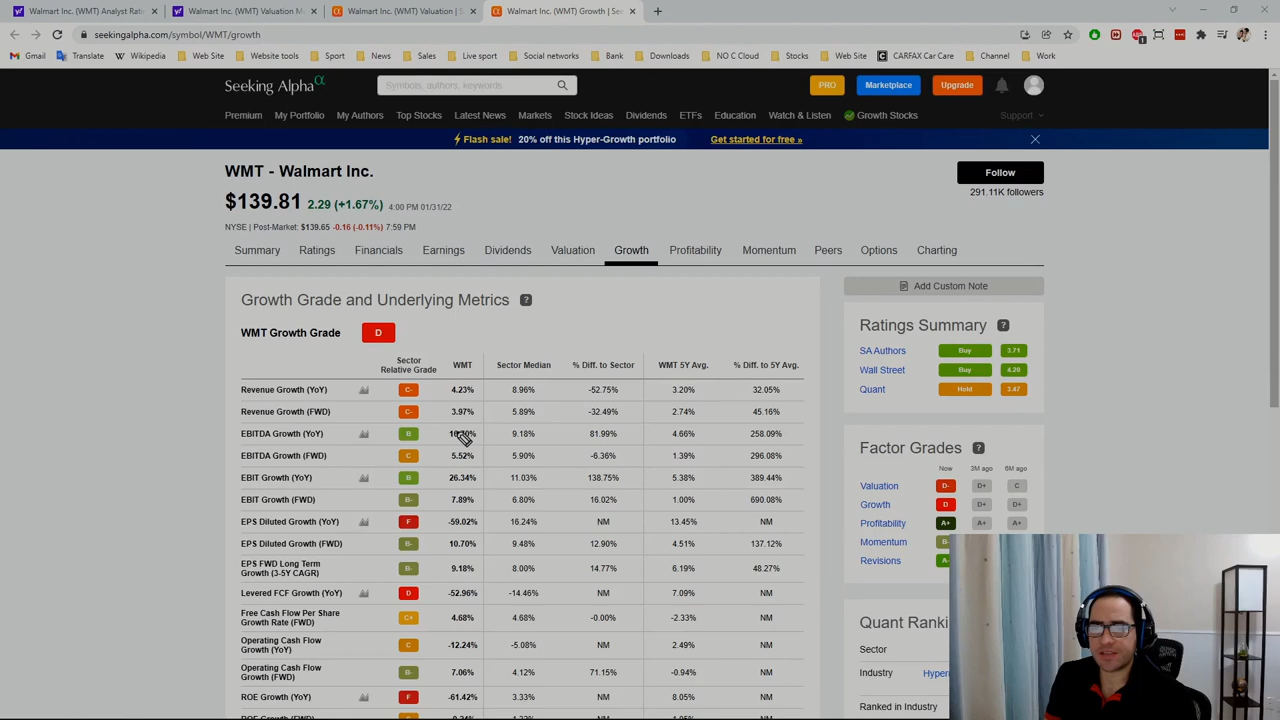 Walmart Inc. (WMT) Analyst Rati
Walmart Inc. (WMT) Valuation M
Walmart Inc. (WMT) Valuation | S
Walmart Inc. (WMT) Growth | See
seekingalpha.com/symbol/WMT/growth
Gmail Translate Wikipedia Web Site Website tools Sport News Sales Live sport Social networks Bank Downloads NO C Cloud Stocks Web Site CARFAX Car Care Channel Work
Seeking Alpha α
Symbols, authors, keywords
PRO Marketplace Upgrade
Premium My Portfolio My Authors Top Stocks Latest News Markets Stock Ideas Dividends ETFs Education Watch & Listen Growth Stocks Support
Flash sale! 20% off this Hyper-Growth portfolio Get started for free »
WMT - Walmart Inc.
Follow
$139.81 2.29 (+1.67%) 4:00 PM 01/31/22
291.11K followers
NYSE | Post-Market: $139.65 -0.16 (-0.11%) 7:59 PM
Summary Ratings Financials Earnings Dividends Valuation Growth Profitability Momentum Peers Options Charting
Growth Grade and Underlying Metrics ?
WMT Growth Grade D
Sector Relative Grade WMT Sector Median % Diff. to Sector WMT 5Y Avg. % Diff. to 5Y Avg.
Revenue Growth (YoY) C- 4.23% 8.96% -52.75% 3.20% 32.05%
Revenue Growth (FWD) C- 3.97% 5.89% -32.49% 2.74% 45.16%
EBITDA Growth (YoY) B 9.18% 81.99% 4.66% 258.09%
EBITDA Growth (FWD) C 5.52% 5.90% -6.36% 1.39% 296.08%
EBIT Growth (YoY) B 26.34% 11.03% 138.75% 5.38% 389.44%
EBIT Growth (FWD) B- 7.89% 6.80% 16.02% 1.00% 690.08%
EPS Diluted Growth (YoY) F -59.02% 16.24% NM 13.45% NM
EPS Diluted Growth (FWD) B- 10.70% 9.48% 12.90% 4.51% 137.12%
EPS FWD Long Term
Growth (3-5Y CAGR) B- 9.18% 8.00% 14.77% 6.19% 48.27%
Levered FCF Growth (YoY) D -52.96% -14.46% NM 7.09% NM
Free Cash Flow Per Share
Growth Rate (FWD) C+ 4.68% 4.68% -0.00% -2.33% NM
Operating Cash Flow
Growth (YoY) C -12.24% -5.08% NM 2.49% NM
Operating Cash Flow
Growth (FWD) B- 7.06% 4.12% 71.15% -0.94% NM
ROE Growth (YoY) F -61.42% 3.33% NM 8.05% NM
Add Custom Note
Ratings Summary ?
SA Authors Buy 3.71
Wall Street Buy 4.20
Quant Hold 3.47
Factor Grades ?
Now 3M ago 6M ago
Valuation D- D+ C
Growth D D+ D+
Profitability A+ A+ A+
Momentum B-
Revisions A-
Quant Ranki
Sector
Industry Hyperm
Ranked in Industry